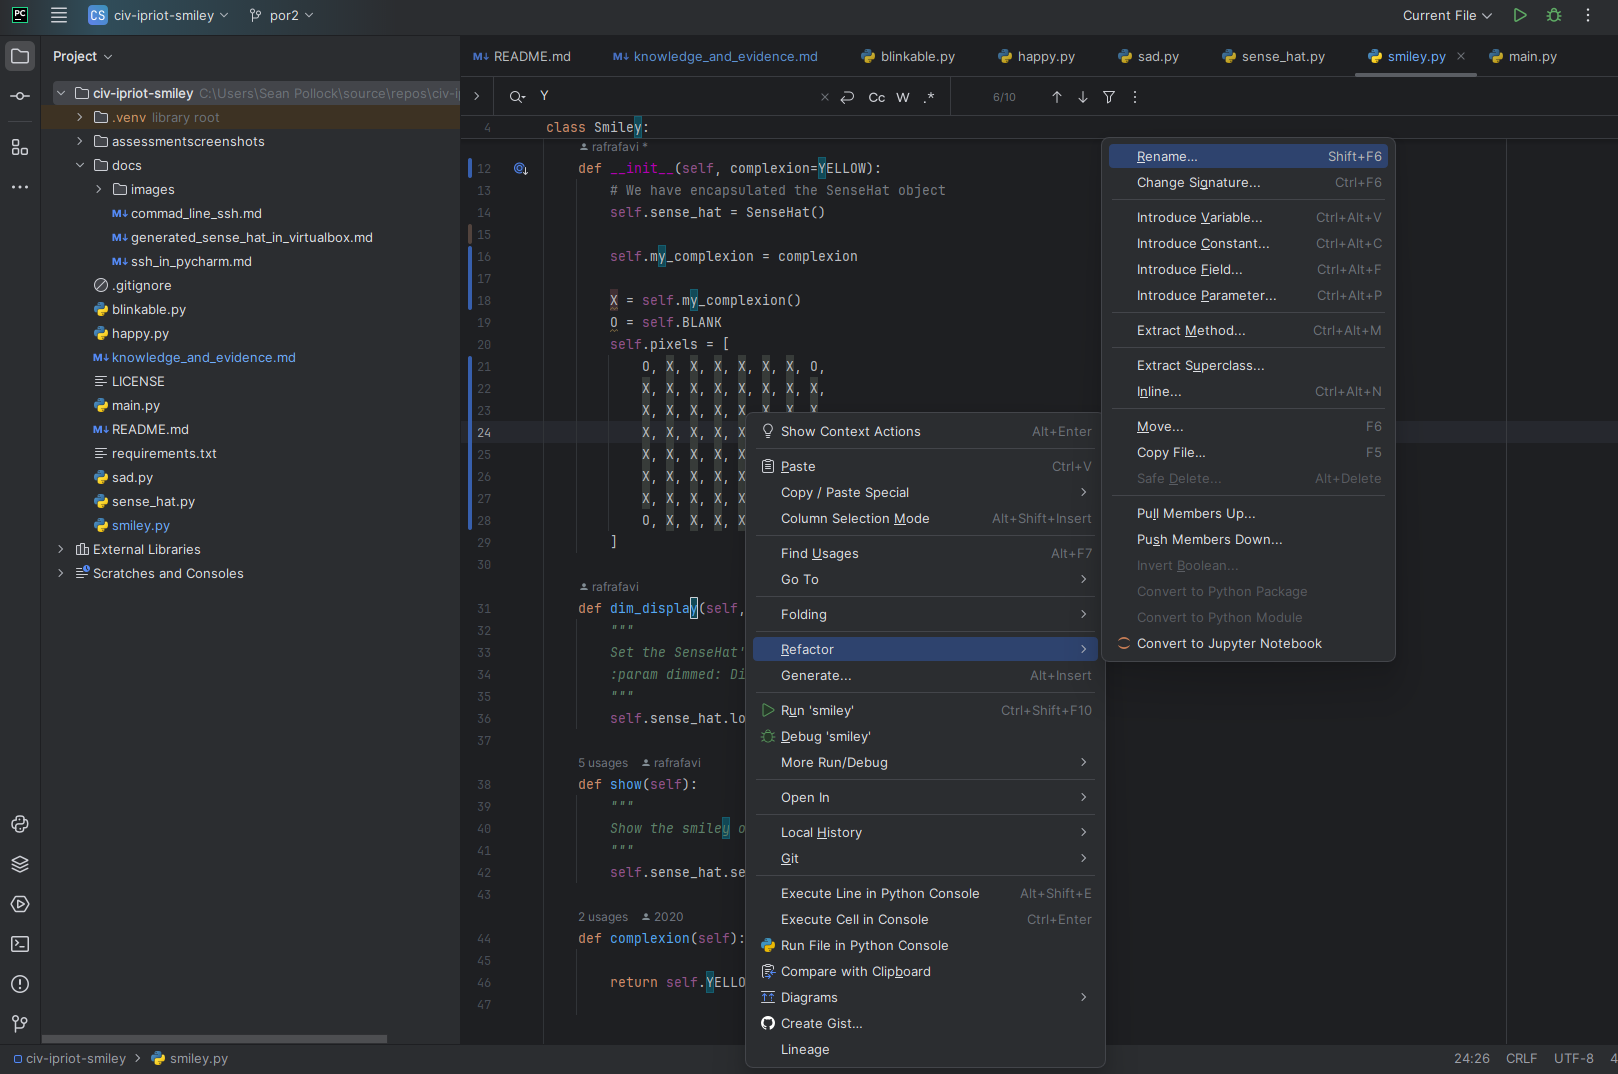 PC
CS civ-ipriot-smiley
por2
Current File
Project
README.md
knowledge_and_evidence.md
blinkable.py
happy.py
sad.py
sense_hat.py
smiley.py
main.py
civ-ipriot-smiley C:\Users\Sean Pollock\source\repos\civ-i
.venv library root
assessmentscreenshots
docs
images
commad_line_ssh.md
generated_sense_hat_in_virtualbox.md
ssh_in_pycharm.md
.gitignore
blinkable.py
happy.py
knowledge_and_evidence.md
LICENSE
main.py
README.md
requirements.txt
sad.py
sense_hat.py
smiley.py
External Libraries
Scratches and Consoles
Y
Cc W .*
6/10
4 class Smiley:
rafrafavi *
12 def __init__(self, complexion=YELLOW):
13 # We have encapsulated the SenseHat object
14 self.sense_hat = SenseHat()
15
16 self.my_complexion = complexion
17
18 X = self.my_complexion()
19 O = self.BLANK
20 self.pixels = [
21 O, X, X, X, X, X, X, O,
22 X, X, X, X, X, X, X, X,
23 X, X, X, X, X, X, X, X
24 X, X, X, X, X
25 X, X, X, X, X
26 X, X, X, X, X
27 X, X, X, X, X
28 O, X, X, X, X
29 ]
30
rafrafavi
31 def dim_display(self,
32 """
33 Set the SenseHat'
34 :param dimmed: Di
35 """
36 self.sense_hat.lo
37
5 usages rafrafavi
38 def show(self):
39 """
40 Show the smiley o
41 """
42 self.sense_hat.se
43
2 usages 2020
44 def complexion(self):
45
46 return self.YELLO
47
Show Context Actions Alt+Enter
Paste Ctrl+V
Copy / Paste Special
Column Selection Mode Alt+Shift+Insert
Find Usages Alt+F7
Go To
Folding
Refactor
Generate... Alt+Insert
Run 'smiley' Ctrl+Shift+F10
Debug 'smiley'
More Run/Debug
Open In
Local History
Git
Execute Line in Python Console Alt+Shift+E
Execute Cell in Console Ctrl+Enter
Run File in Python Console
Compare with Clipboard
Diagrams
Create Gist...
Lineage
Rename... Shift+F6
Change Signature... Ctrl+F6
Introduce Variable... Ctrl+Alt+V
Introduce Constant... Ctrl+Alt+C
Introduce Field... Ctrl+Alt+F
Introduce Parameter... Ctrl+Alt+P
Extract Method... Ctrl+Alt+M
Extract Superclass...
Inline... Ctrl+Alt+N
Move... F6
Copy File... F5
Safe Delete... Alt+Delete
Pull Members Up...
Push Members Down...
Invert Boolean...
Convert to Python Package
Convert to Python Module
Convert to Jupyter Notebook
civ-ipriot-smiley > smiley.py
24:26 CRLF UTF-8 4